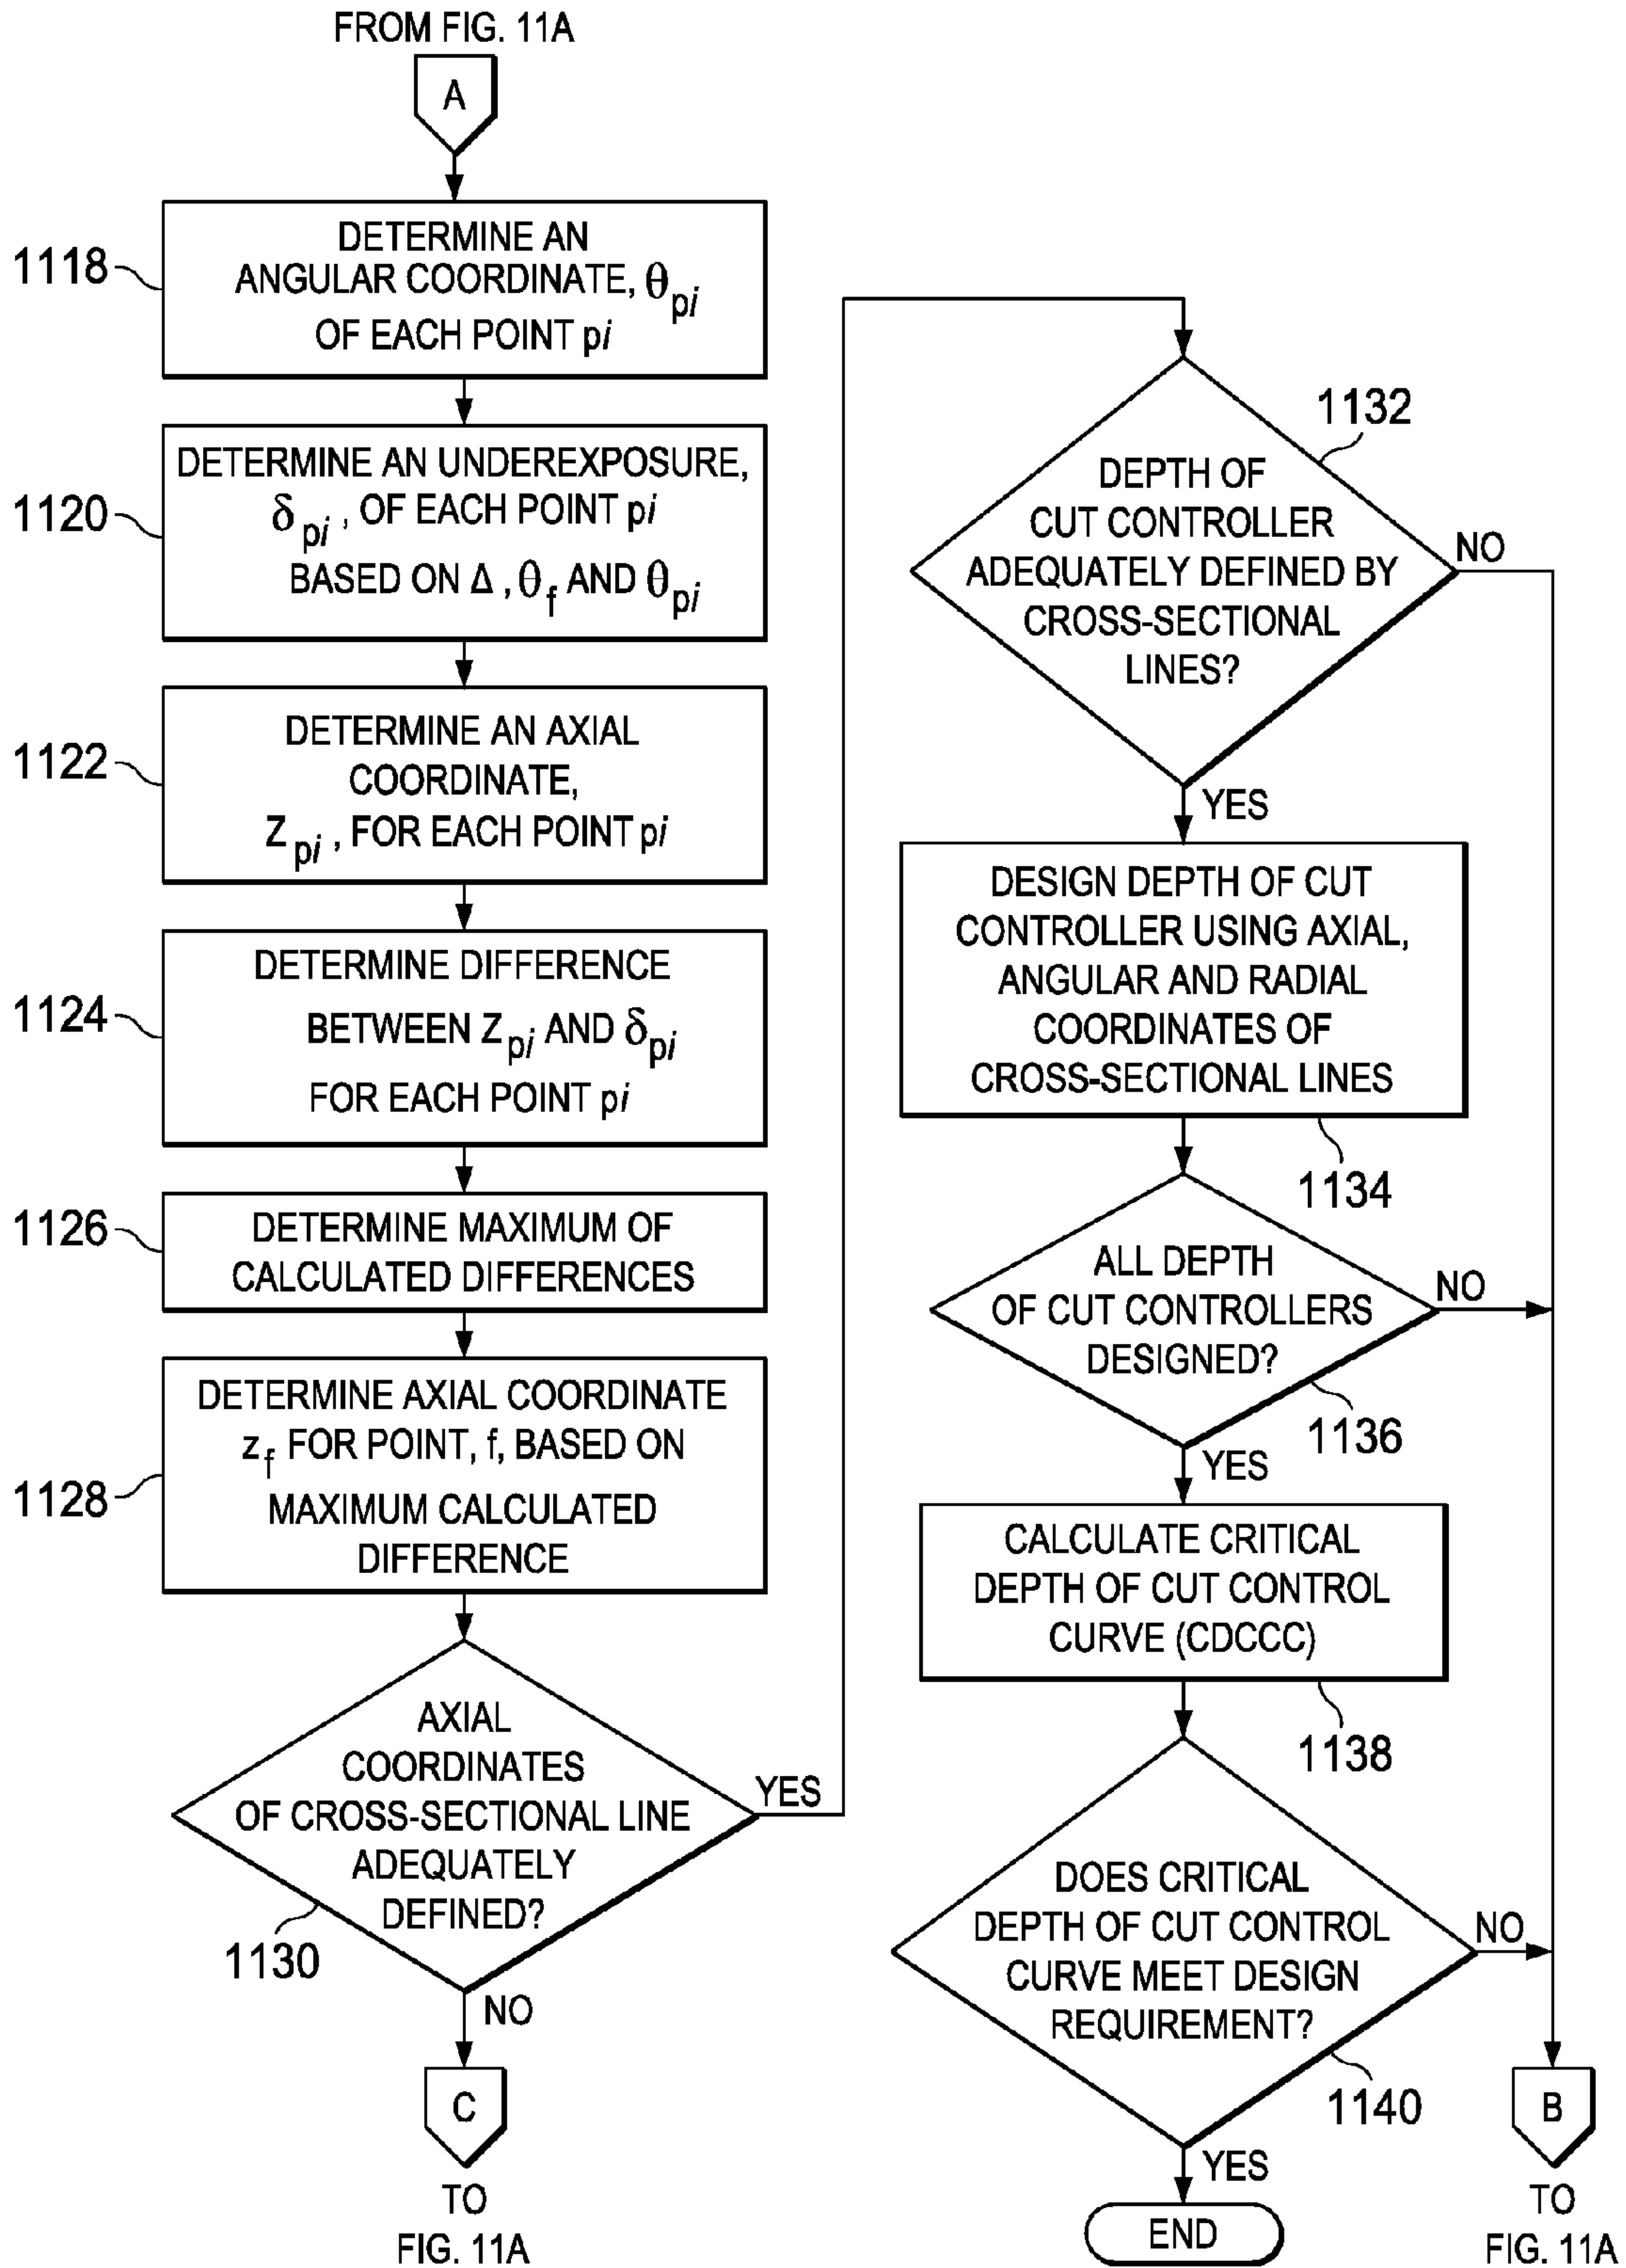 FROM FIG. 11A
A
1118
DETERMINE AN
ANGULAR COORDINATE, θpi
OF EACH POINT pi
1120
DETERMINE AN UNDEREXPOSURE,
δpi, OF EACH POINT pi
BASED ON Δ, θf AND θpi
1122
DETERMINE AN AXIAL
COORDINATE,
Zpi, FOR EACH POINT pi
1124
DETERMINE DIFFERENCE
BETWEEN Zpi AND δpi
FOR EACH POINT pi
1126
DETERMINE MAXIMUM OF
CALCULATED DIFFERENCES
1128
DETERMINE AXIAL COORDINATE
zf FOR POINT, f, BASED ON
MAXIMUM CALCULATED
DIFFERENCE
AXIAL
COORDINATES
OF CROSS-SECTIONAL LINE
ADEQUATELY
DEFINED?
YES
1130
NO
C
TO
FIG. 11A
1132
DEPTH OF
CUT CONTROLLER
ADEQUATELY DEFINED BY
CROSS-SECTIONAL
LINES?
NO
YES
DESIGN DEPTH OF CUT
CONTROLLER USING AXIAL,
ANGULAR AND RADIAL
COORDINATES OF
CROSS-SECTIONAL LINES
1134
ALL DEPTH
OF CUT CONTROLLERS
DESIGNED?
NO
1136
YES
CALCULATE CRITICAL
DEPTH OF CUT CONTROL
CURVE (CDCCC)
1138
DOES CRITICAL
DEPTH OF CUT CONTROL
CURVE MEET DESIGN
REQUIREMENT?
NO
1140
YES
END
B
TO
FIG. 11A